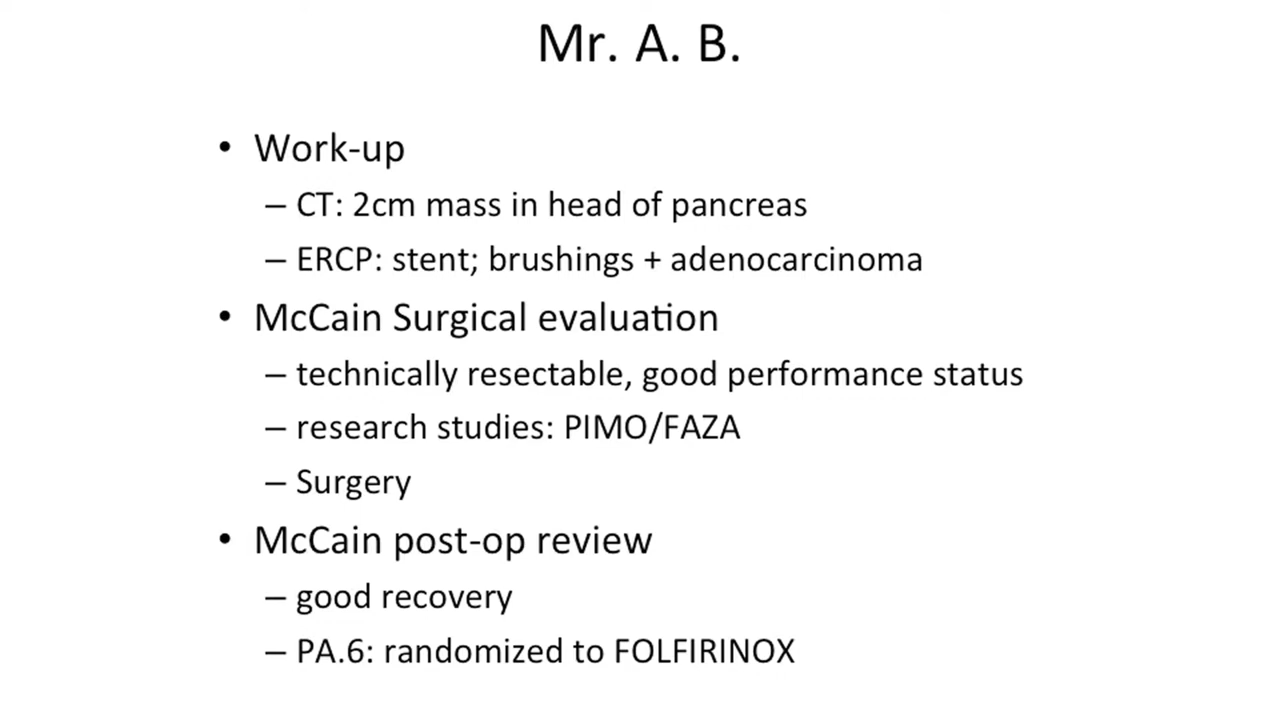 Mr. A. B.
• Work-up
– CT: 2cm mass in head of pancreas
– ERCP: stent; brushings + adenocarcinoma
• McCain Surgical evaluation
– technically resectable, good performance status
– research studies: PIMO/FAZA
– Surgery
• McCain post-op review
– good recovery
– PA.6: randomized to FOLFIRINOX